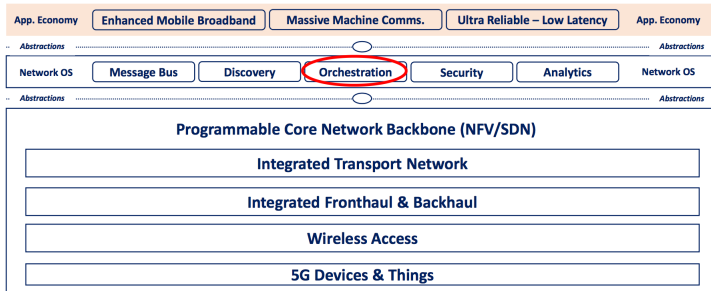 App. Economy Enhanced Mobile Broadband Massive Machine Comms. Ultra Reliable – Low Latency App. Economy
Abstractions Abstractions
Network OS Message Bus Discovery Orchestration Security Analytics Network OS
Abstractions Abstractions
Programmable Core Network Backbone (NFV/SDN)
Integrated Transport Network
Integrated Fronthaul & Backhaul
Wireless Access
5G Devices & Things